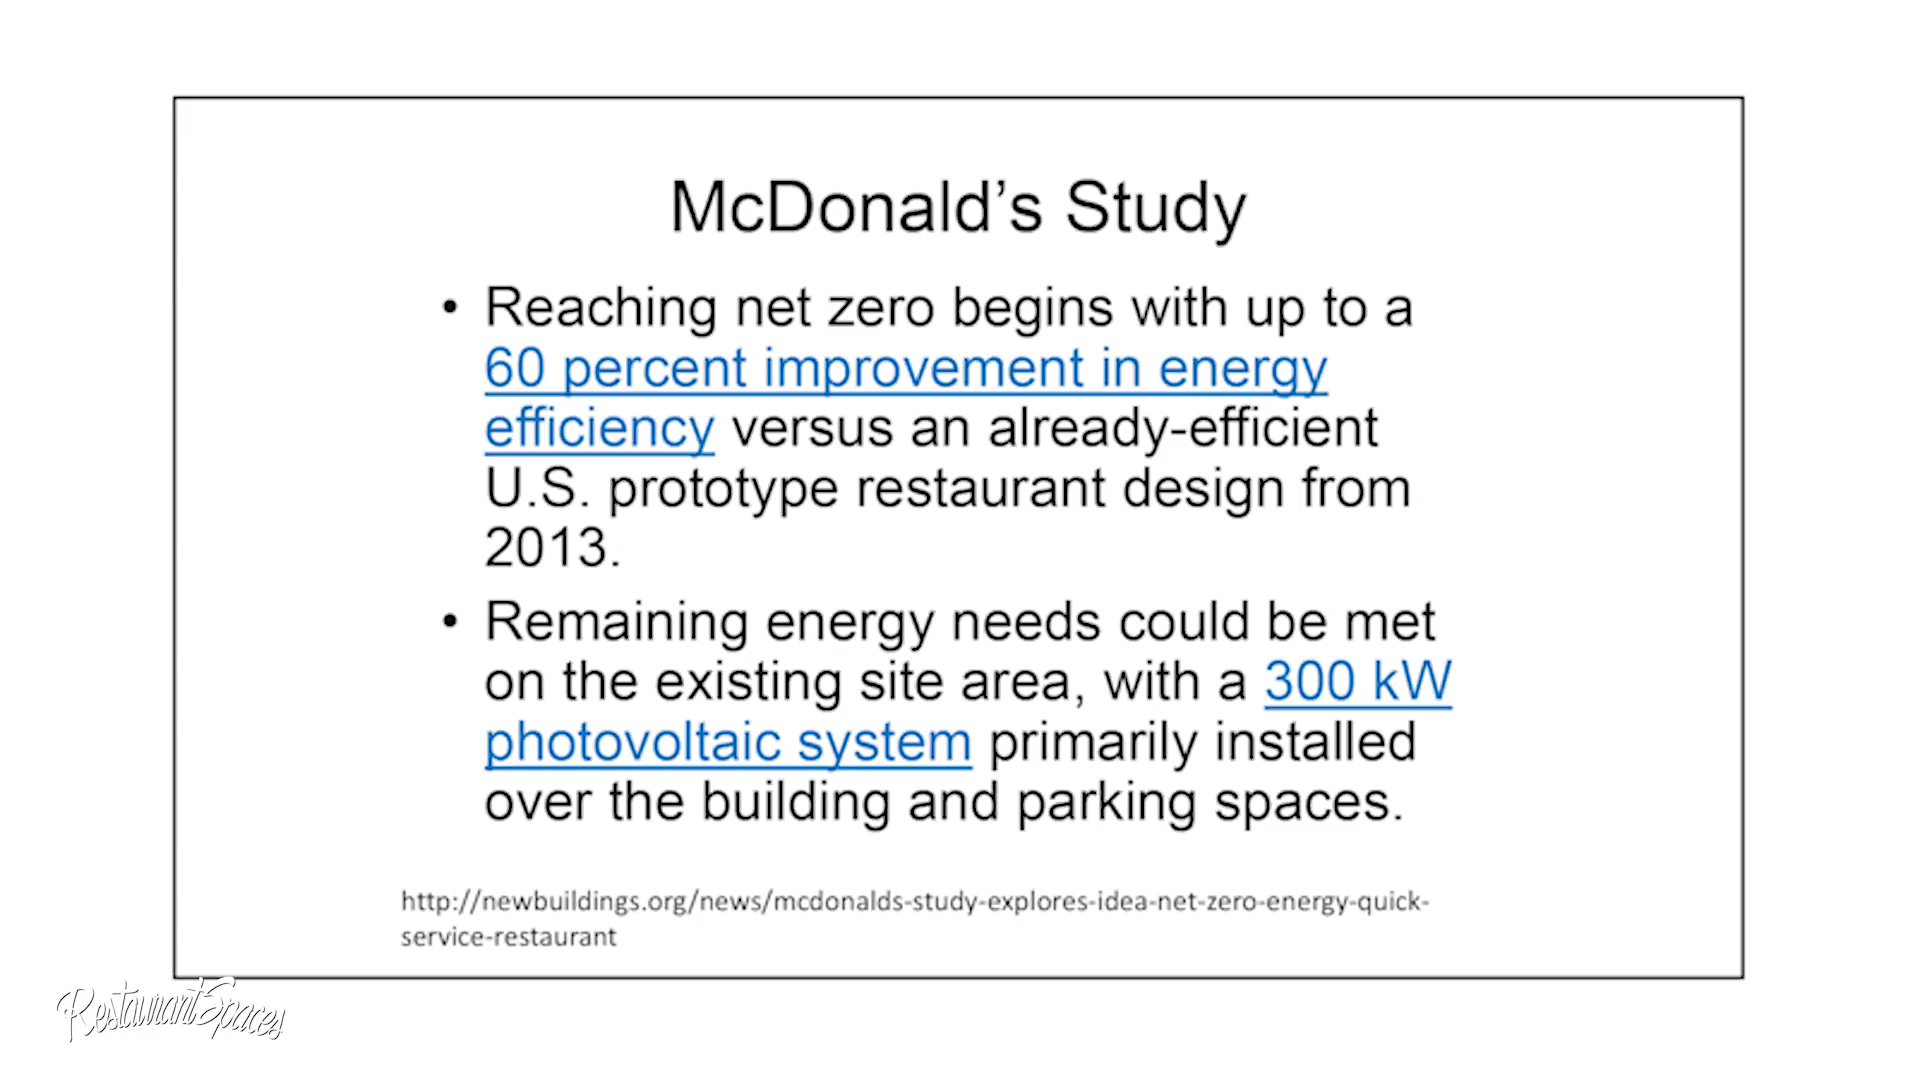 McDonald's Study
• Reaching net zero begins with up to a
60 percent improvement in energy
efficiency versus an already-efficient
U.S. prototype restaurant design from
2013.
• Remaining energy needs could be met
on the existing site area, with a 300 kW
photovoltaic system primarily installed
over the building and parking spaces.
http://newbuildings.org/news/mcdonalds-study-explores-idea-net-zero-energy-quick-
service-restaurant
RestaurantSpaces